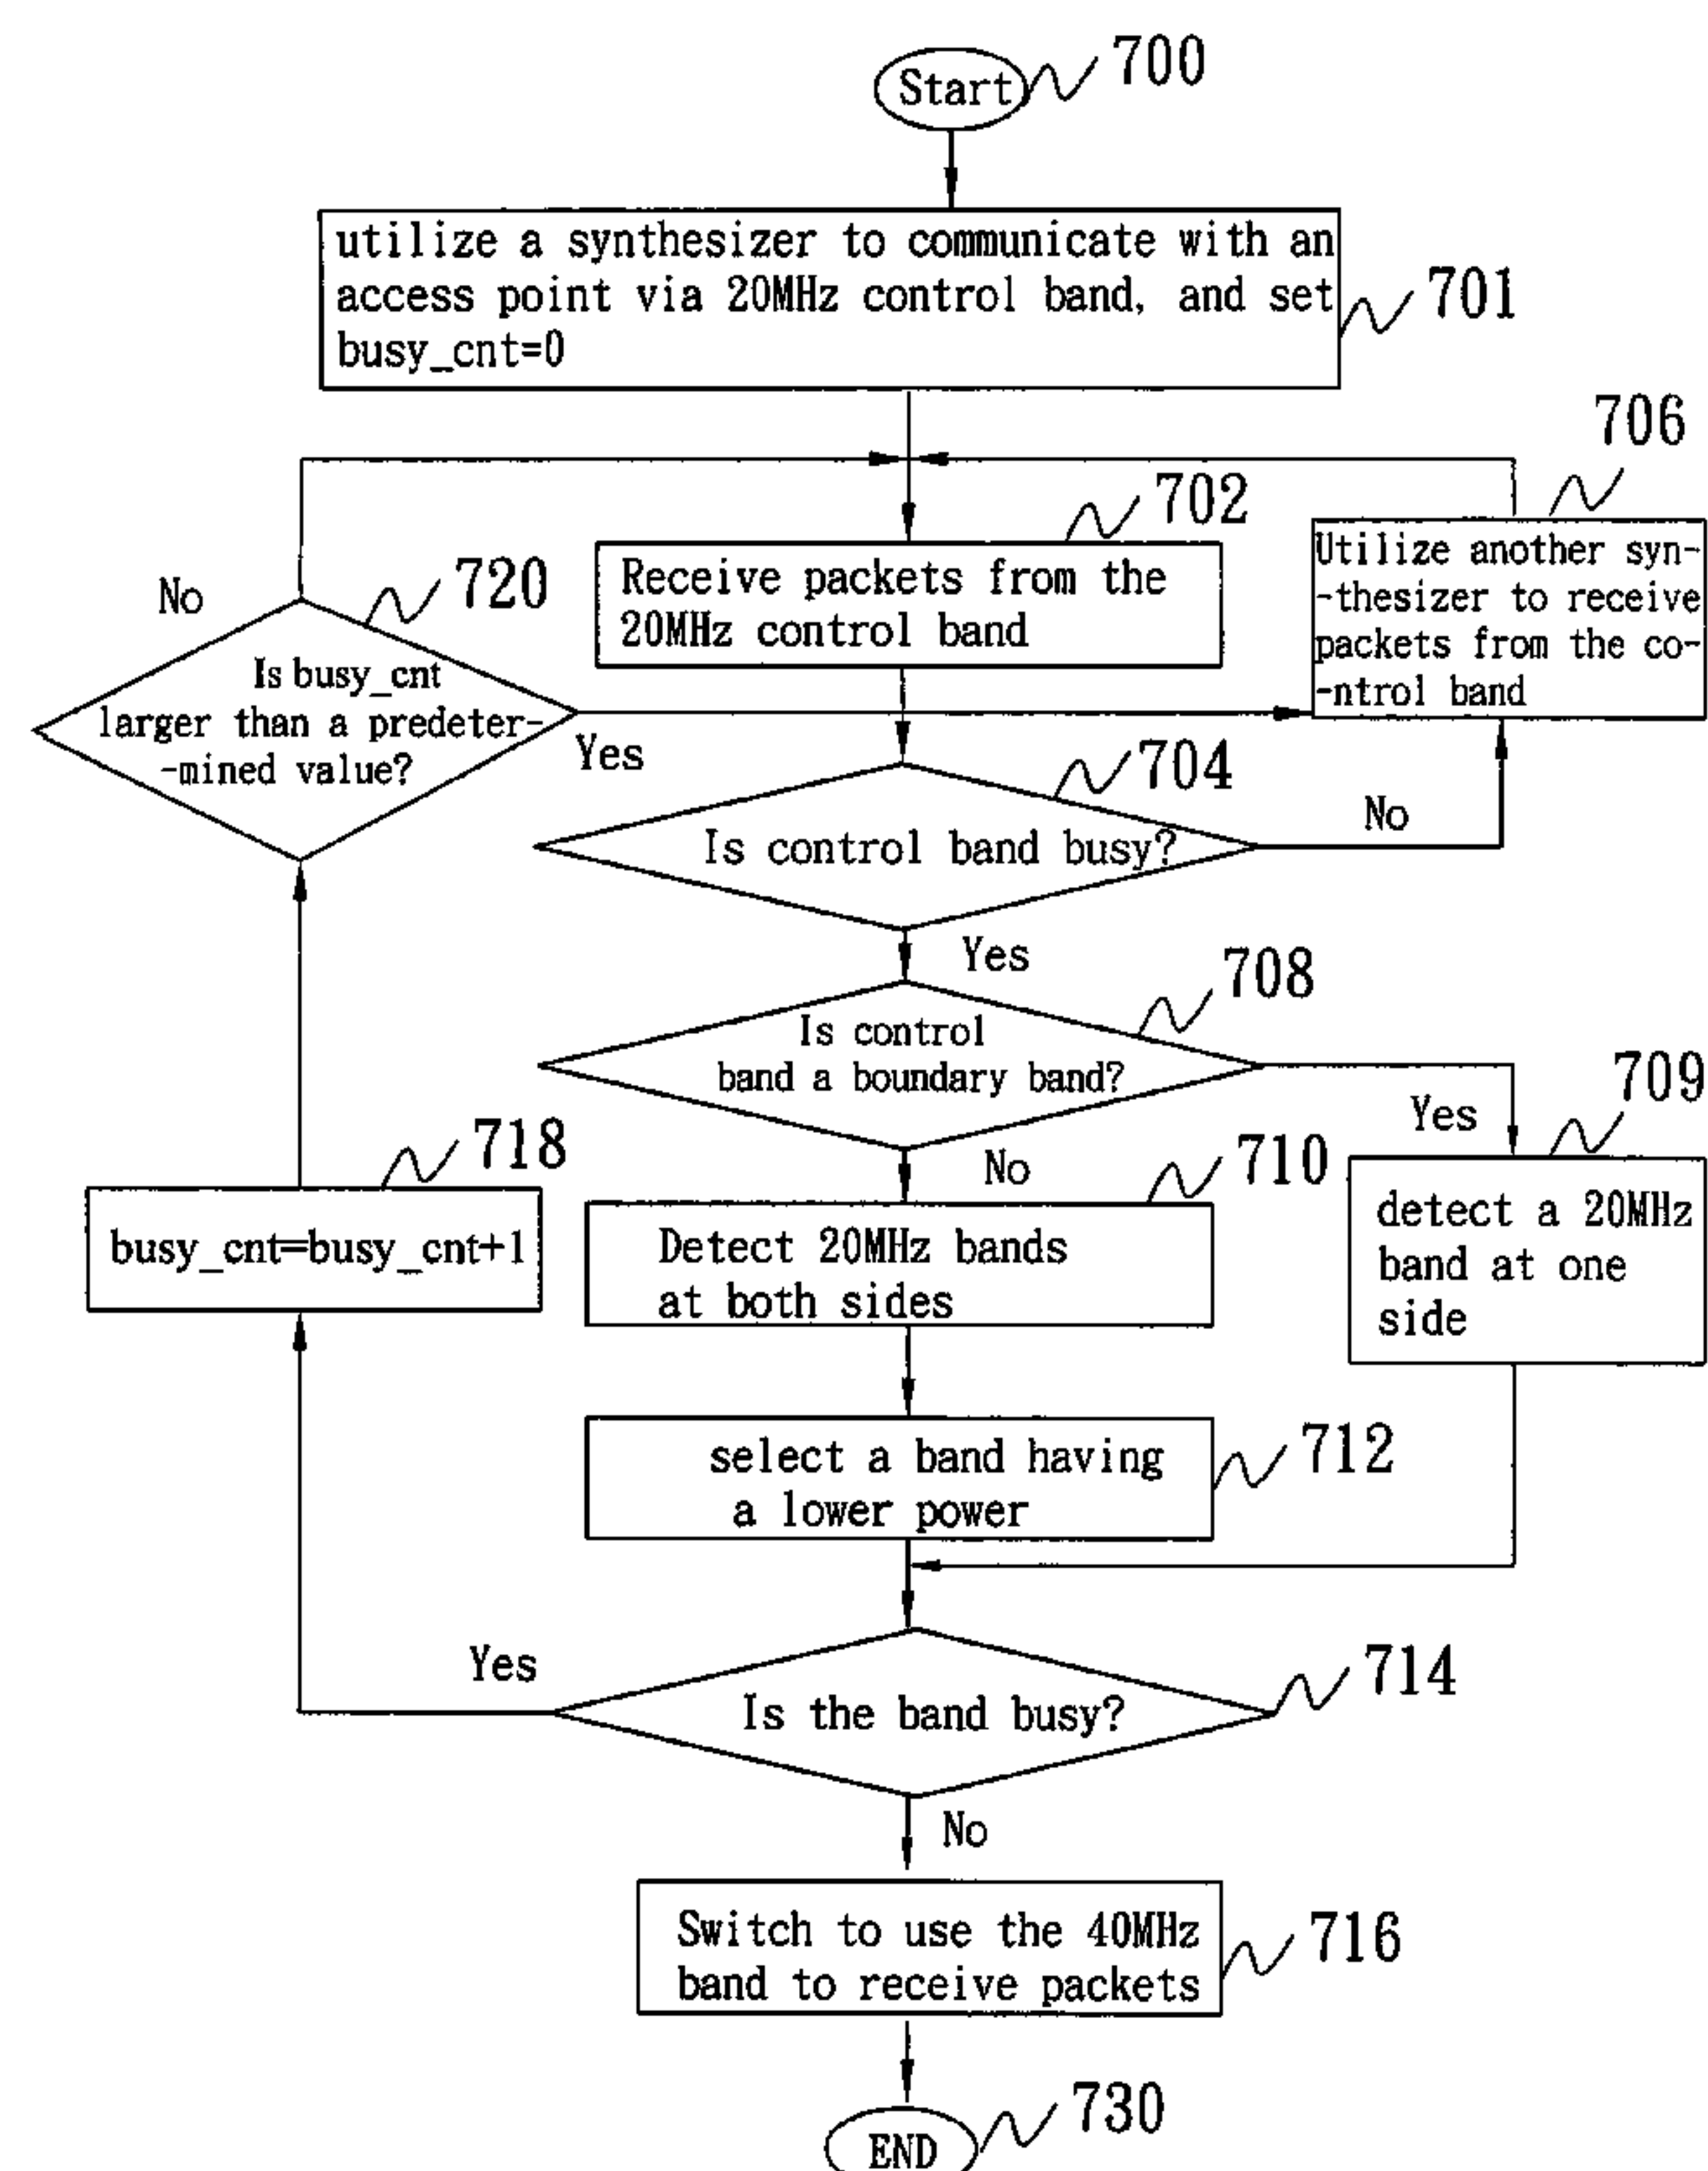 Start
700
utilize a synthesizer to communicate with an
access point via 20MHz control band, and set
busy_cnt=0
701
706
702
Receive packets from the
20MHz control band
Utilize another syn-
-thesizer to receive
packets from the co-
-ntrol band
No
720
Is busy_cnt
larger than a predeter-
-mined value?
Yes
704
Is control band busy?
No
Yes
708
Is control
band a boundary band?
709
Yes
No
710
718
busy_cnt=busy_cnt+1
Detect 20MHz bands
at both sides
detect a 20MHz
band at one
side
select a band having
a lower power
712
Yes
714
Is the band busy?
No
Switch to use the 40MHz
band to receive packets
716
730
END